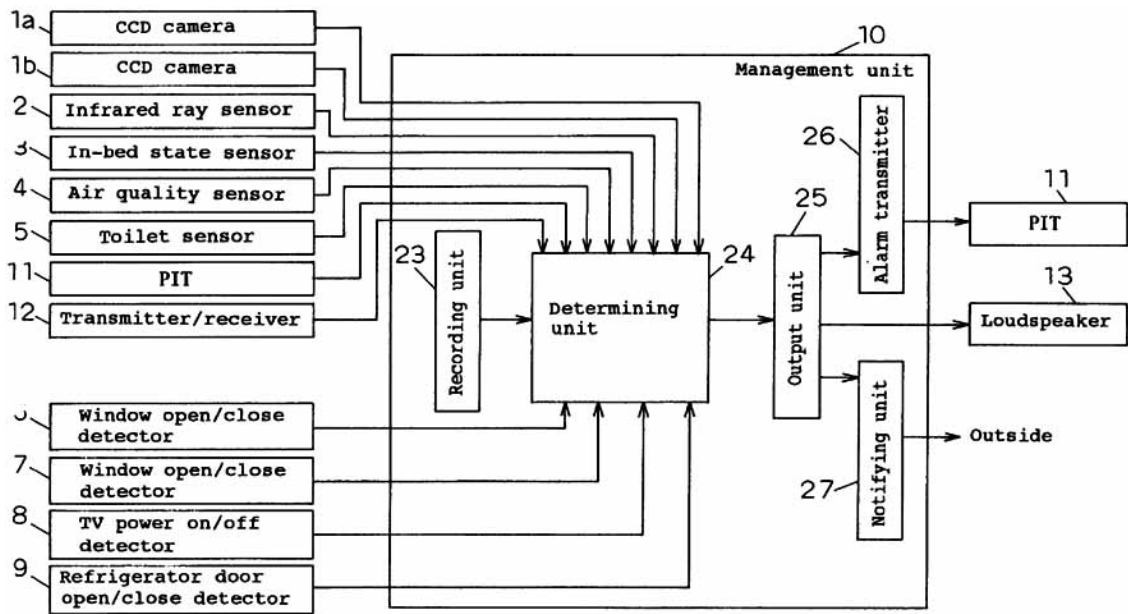 1a
CCD camera
1b
CCD camera
2
Infrared ray sensor
3
In-bed state sensor
4
Air quality sensor
5
Toilet sensor
11
PIT
12
Transmitter/receiver
Window open/close
detector
7
Window open/close
detector
8
TV power on/off
detector
9
Refrigerator door
open/close detector
10
Management unit
23
Recording unit
24
Determining
unit
25
Output unit
26
Alarm transmitter
27
Notifying unit
11
PIT
13
Loudspeaker
Outside